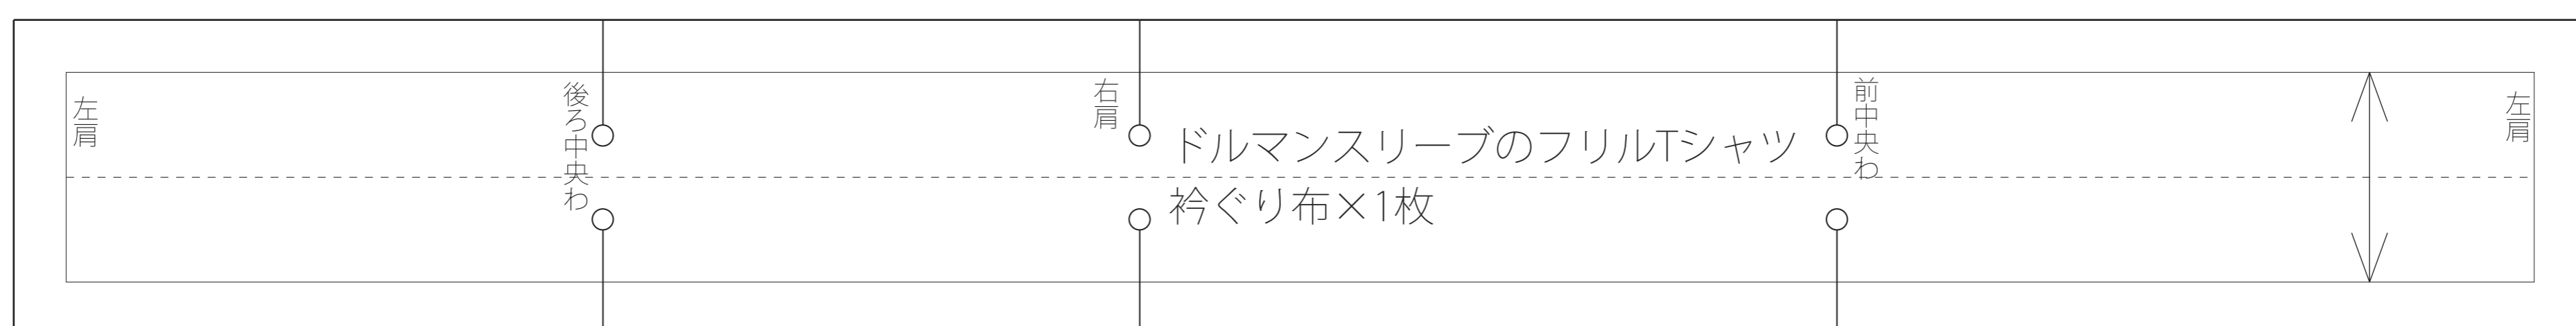 左肩
後ろ中央わ
右肩
ドルマンスリーブのフリルTシャツ
衿ぐり布×1枚
前中央わ
左肩